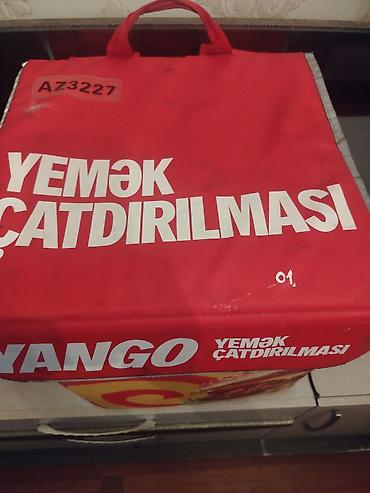 AZ3227
YEMƏK
ÇATDIRILMASI
01
YANGO YEMƏK
ÇATDIRILMASI